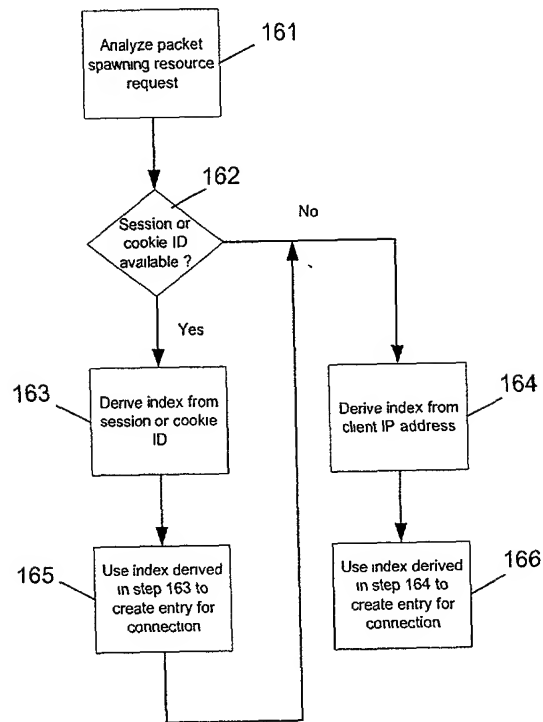 Analyze packet
spawning resource
request
161
162
Session or
cookie ID
available ?
No
Yes
163
Derive index from
session or cookie
ID
164
Derive index from
client IP address
165
Use index derived
in step 163 to
create entry for
connection
166
Use index derived
in step 164 to
create entry for
connection